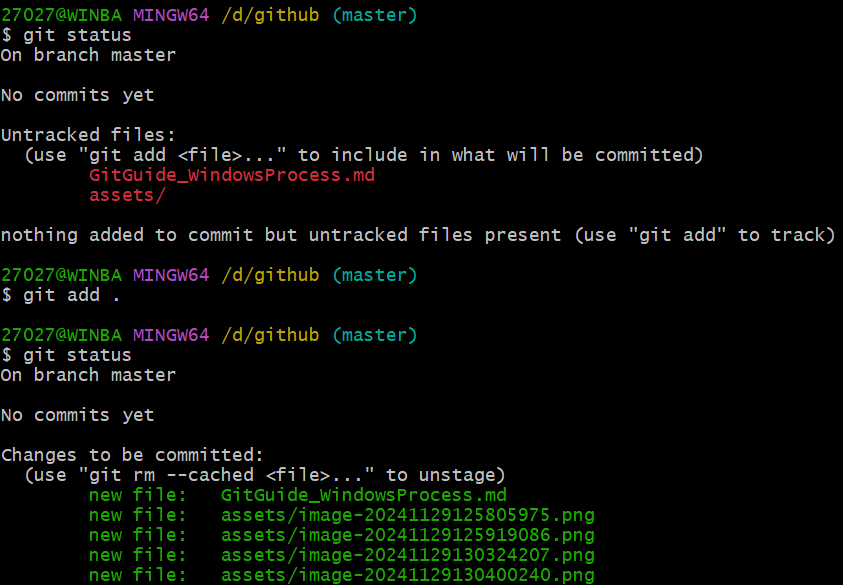 27027@WINBA MINGW64 /d/github (master)
$ git status
On branch master
No commits yet
Untracked files:
(use "git add <file>..." to include in what will be committed)
GitGuide_WindowsProcess.md
assets/
nothing added to commit but untracked files present (use "git add" to track)
27027@WINBA MINGW64 /d/github (master)
$ git add .
27027@WINBA MINGW64 /d/github (master)
$ git status
On branch master
No commits yet
Changes to be committed:
(use "git rm --cached <file>..." to unstage)
new file: GitGuide_WindowsProcess.md
new file: assets/image-20241129125805975.png
new file: assets/image-20241129125919086.png
new file: assets/image-20241129130324207.png
new file: assets/image-20241129130400240.png